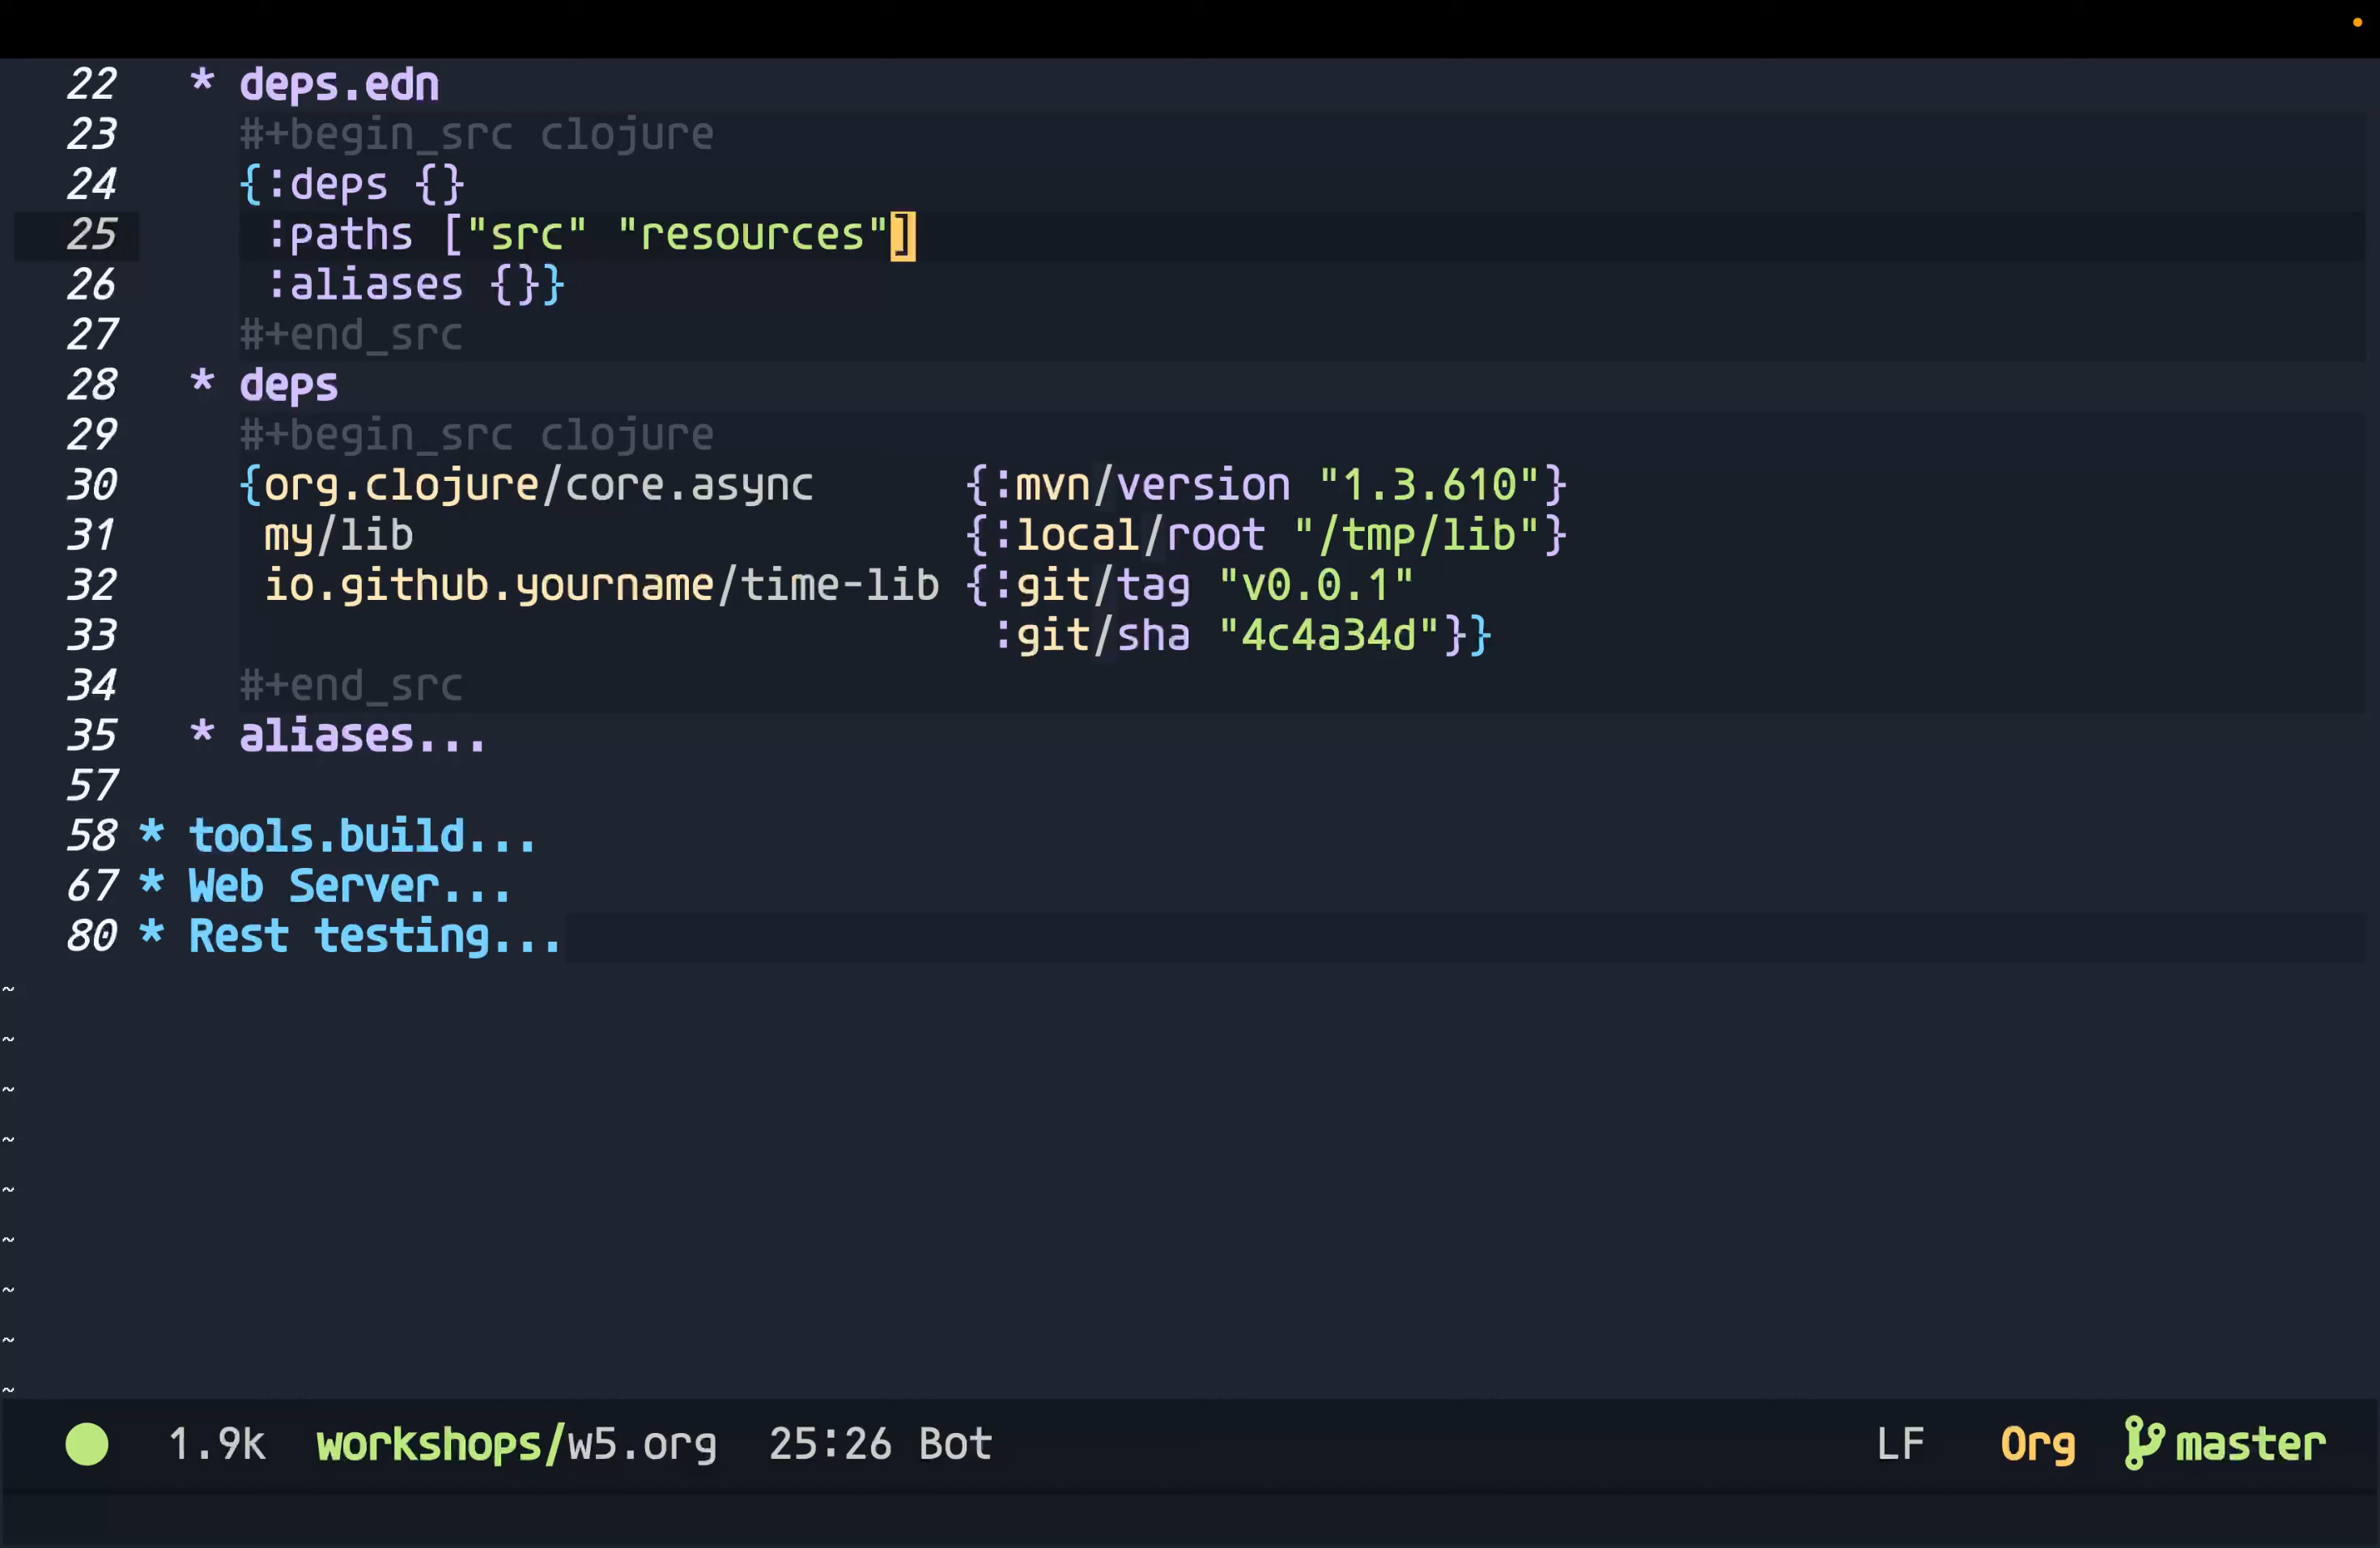 22 * deps.edn
23 #+begin_src clojure
24 {:deps {}
25 :paths ["src" "resources"]
26 :aliases {}}
27 #+end_src
28 * deps
29 #+begin_src clojure
30 {org.clojure/core.async {:mvn/version "1.3.610"}
31 my/lib {:local/root "/tmp/lib"}
32 io.github.yourname/time-lib {:git/tag "v0.0.1"
33 :git/sha "4c4a34d"}}
34 #+end_src
35 * aliases...
57
58 * tools.build...
67 * Web Server...
80 * Rest testing...
~
~
~
~
~
~
~
~
~
1.9k workshops/w5.org 25:26 Bot LF Org master